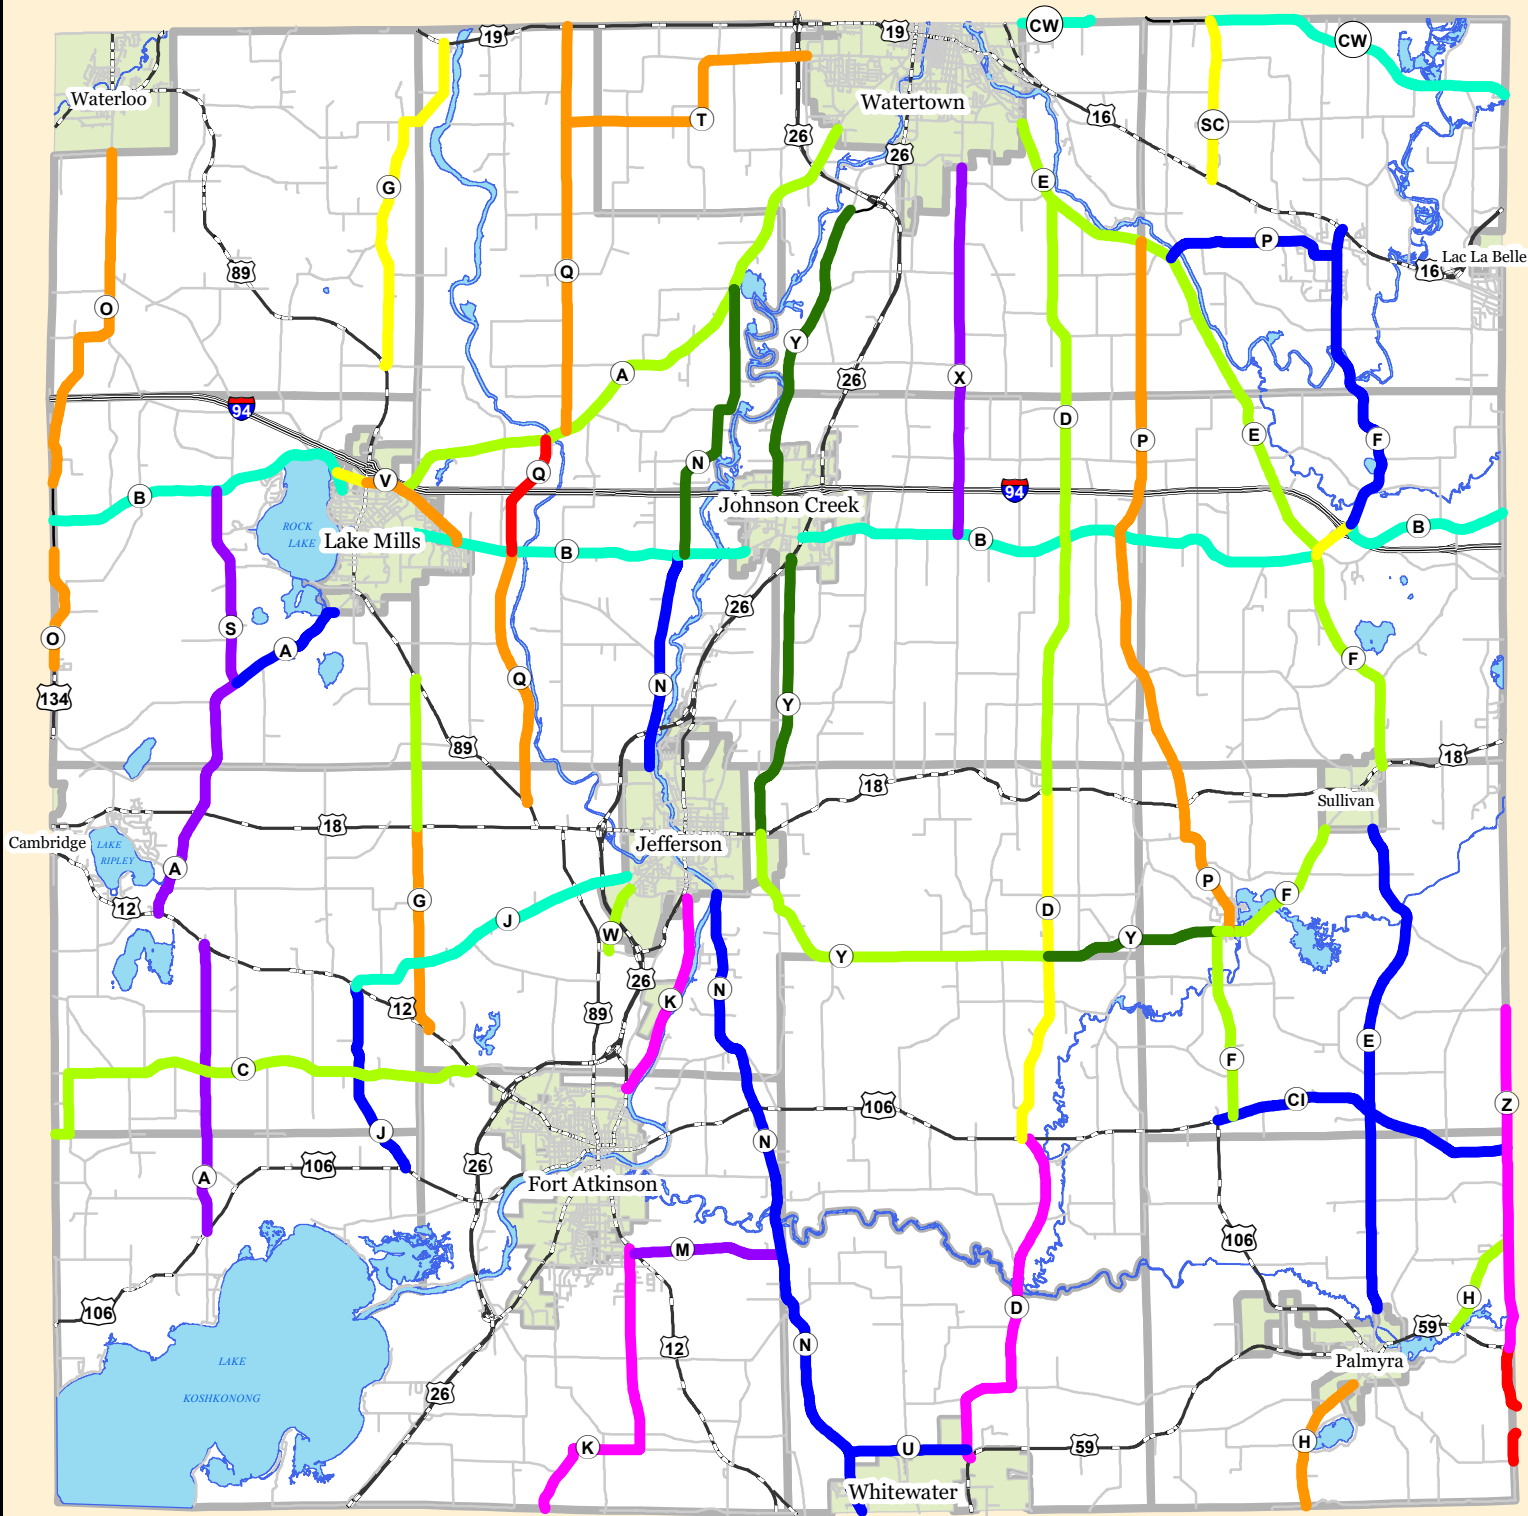 19
19
CW
CW
Waterloo
Watertown
16
SC
T
26
26
E
G
P
89
Q
Lac La Belle
16
O
Y
A
26
X
94
D
P
E
F
N
Q
V
B
94
Johnson Creek
B
ROCK
LAKE
Lake Mills
B
B
26
S
O
A
F
Q
N
134
Y
89
18
18
Sullivan
18
Cambridge
LAKE
RIPLEY
Jefferson
A
P
F
G
12
D
J
W
Y
Y
26
N
K
12
89
E
F
C
CI
Z
106
J
N
106
26
A
Fort Atkinson
106
M
H
106
D
59
N
12
LAKE
KOSHKONONG
Palmyra
26
H
K
U
59
Whitewater